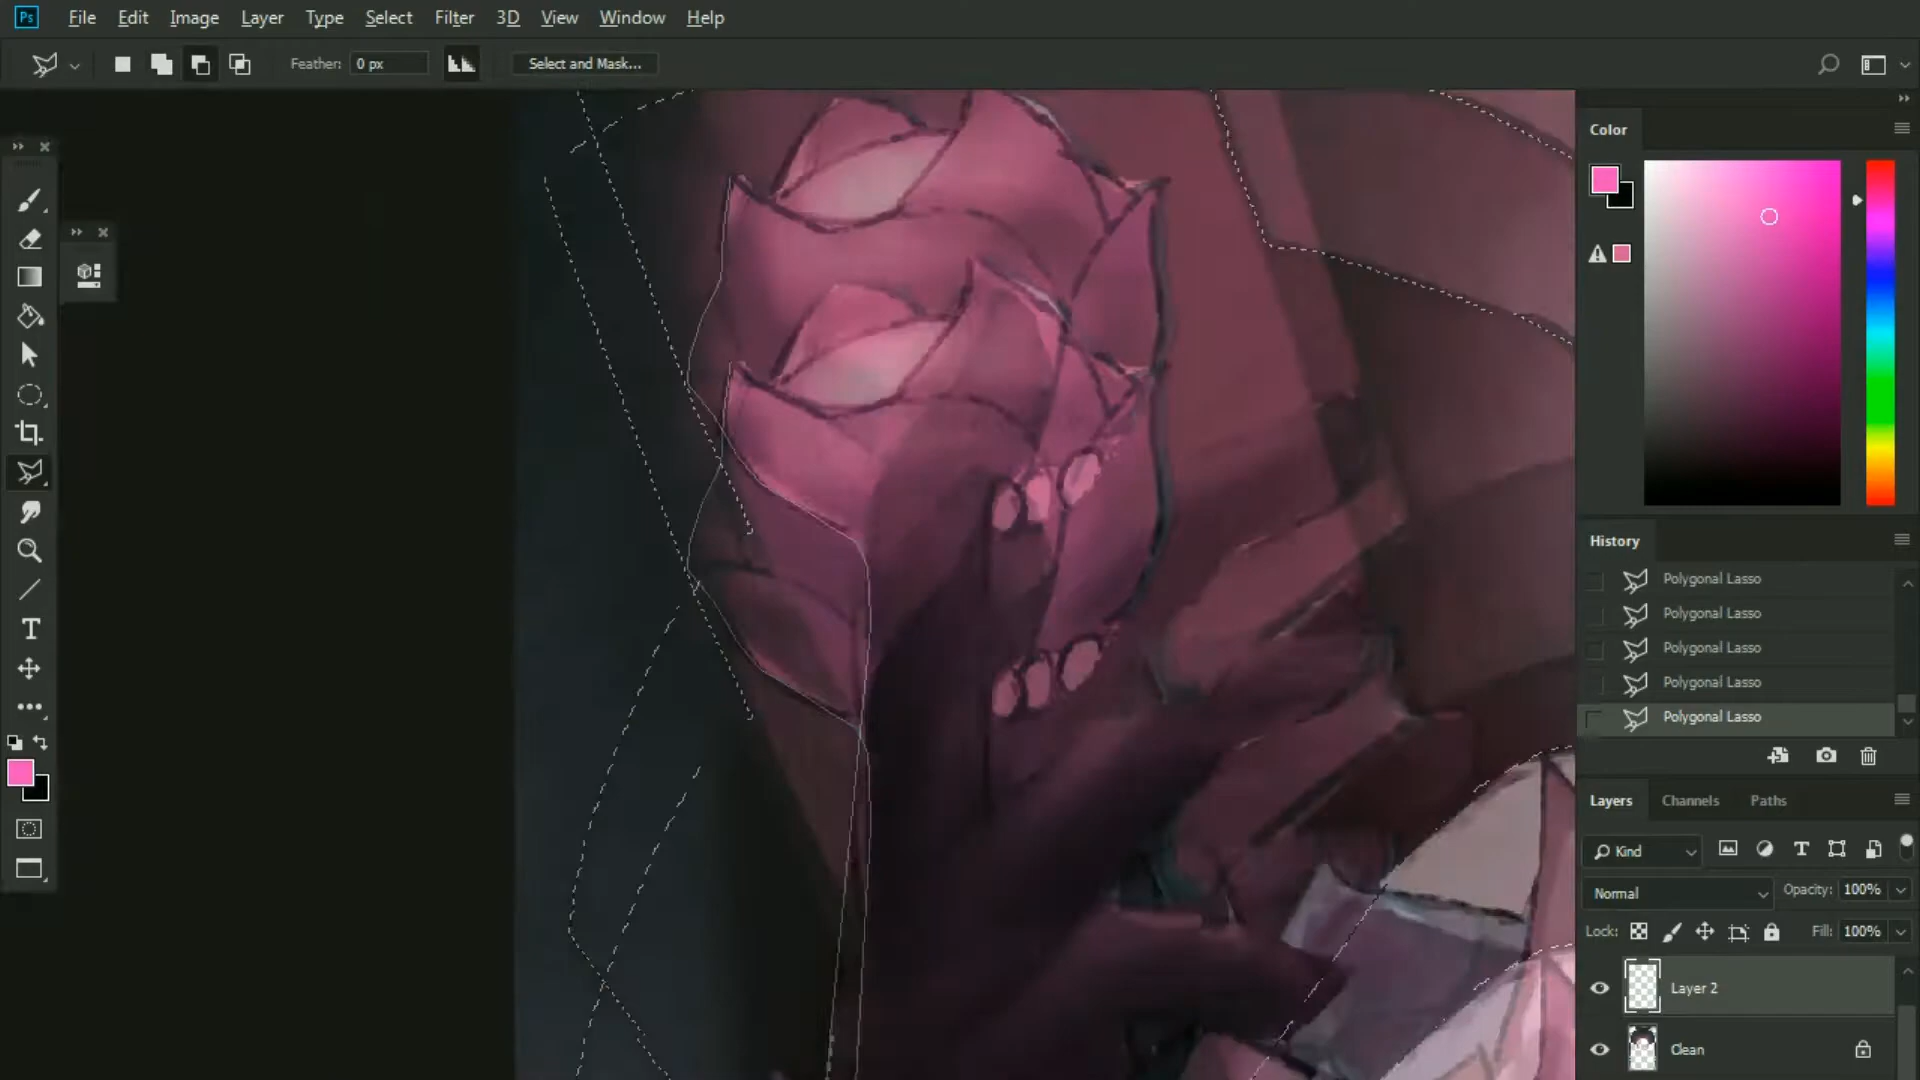 Ps File Edit Image Layer Type Select Filter 3D View Window Help
Feather: 0 px Select and Mask...
Color
History
Polygonal Lasso
Polygonal Lasso
Polygonal Lasso
Polygonal Lasso
Polygonal Lasso
Layers Channels Paths
Kind
Normal Opacity: 100%
Lock: Fill: 100%
Layer 2
Clean